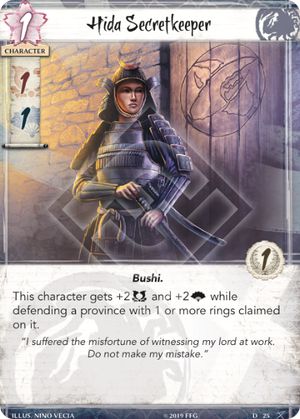 1
Hida Secretkeeper
CHARACTER
1
1
1
Bushi.
This character gets +2 and +2 while
defending a province with 1 or more rings claimed
on it.
"I suffered the misfortune of witnessing my lord at work.
Do not make my mistake."
ILLUS. NINO VECIA
©2019 FFG
D 25